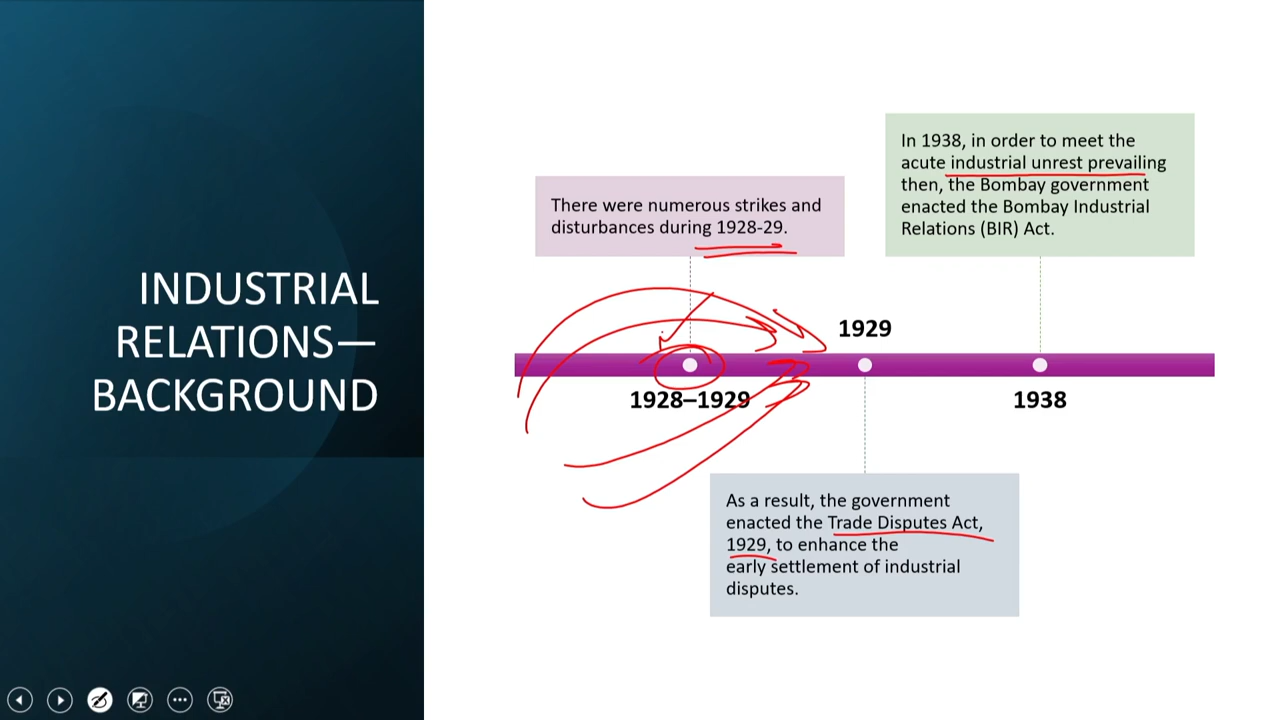 INDUSTRIAL
RELATIONS—
BACKGROUND
There were numerous strikes and
disturbances during 1928-29.
1928–1929
1929
As a result, the government
enacted the Trade Disputes Act,
1929, to enhance the
early settlement of industrial
disputes.
In 1938, in order to meet the
acute industrial unrest prevailing
then, the Bombay government
enacted the Bombay Industrial
Relations (BIR) Act.
1938